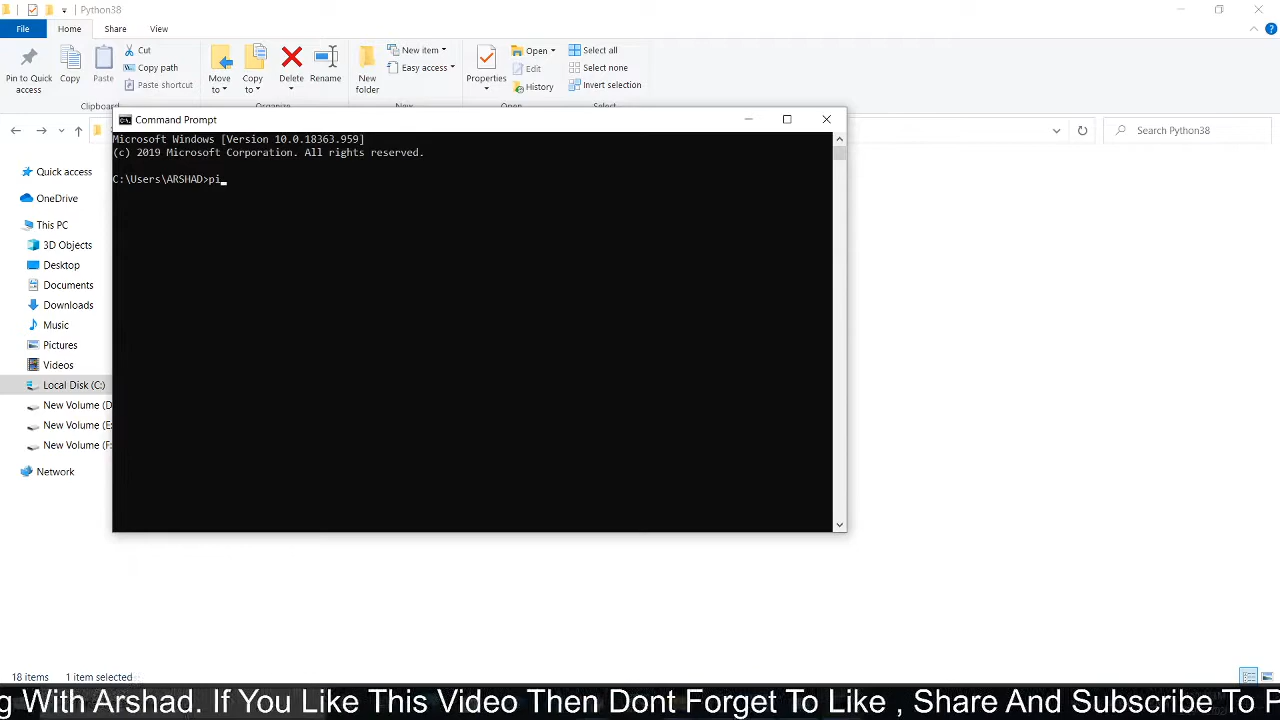 Python38
File
Home
Share
View
Pin to Quick access
Copy
Paste
Cut
Copy path
Paste shortcut
Clipboard
Move to
Copy to
Delete
Rename
Organize
New folder
New item
Easy access
New
Properties
Open
Edit
History
Open
Select all
Select none
Invert selection
Select
Search Python38
Quick access
OneDrive
This PC
3D Objects
Desktop
Documents
Downloads
Music
Pictures
Videos
Local Disk (C:)
New Volume (D
New Volume (E:
New Volume (F:
Network
Command Prompt
Microsoft Windows [Version 10.0.18363.959]
(c) 2019 Microsoft Corporation. All rights reserved.
C:\Users\ARSHAD>pi_
18 items
1 item selected
g With Arshad. If You Like This Video Then Dont Forget To Like , Share And Subscribe To P